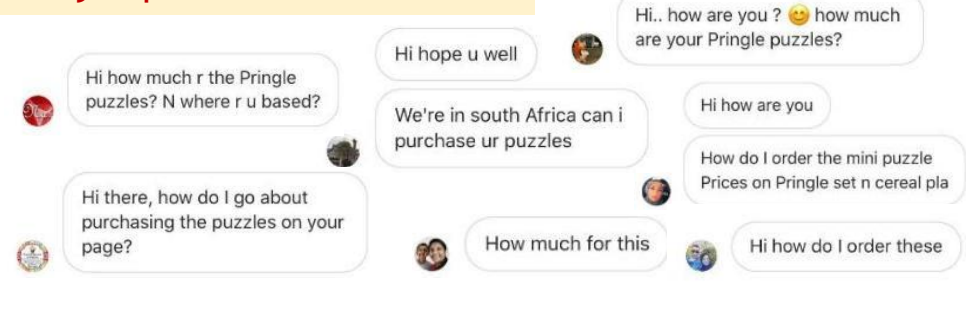 Hi how much r the Pringle
puzzles? N where r u based?
Hi there, how do I go about
purchasing the puzzles on your
page?
Hi hope u well
We're in south Africa can i
purchase ur puzzles
How much for this
Hi.. how are you ? 😊 how much
are your Pringle puzzles?
Hi how are you
How do I order the mini puzzle
Prices on Pringle set n cereal pla
Hi how do I order these